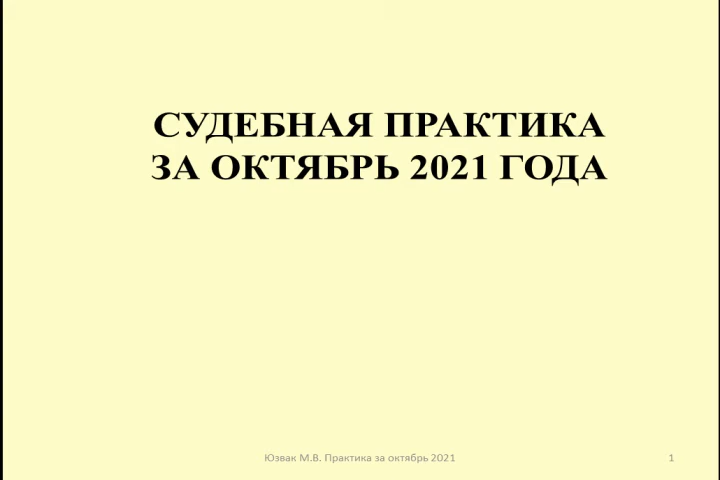 СУДЕБНАЯ ПРАКТИКА
ЗА ОКТЯБРЬ 2021 ГОДА
Юзвак М.В. Практика за октябрь 2021
1